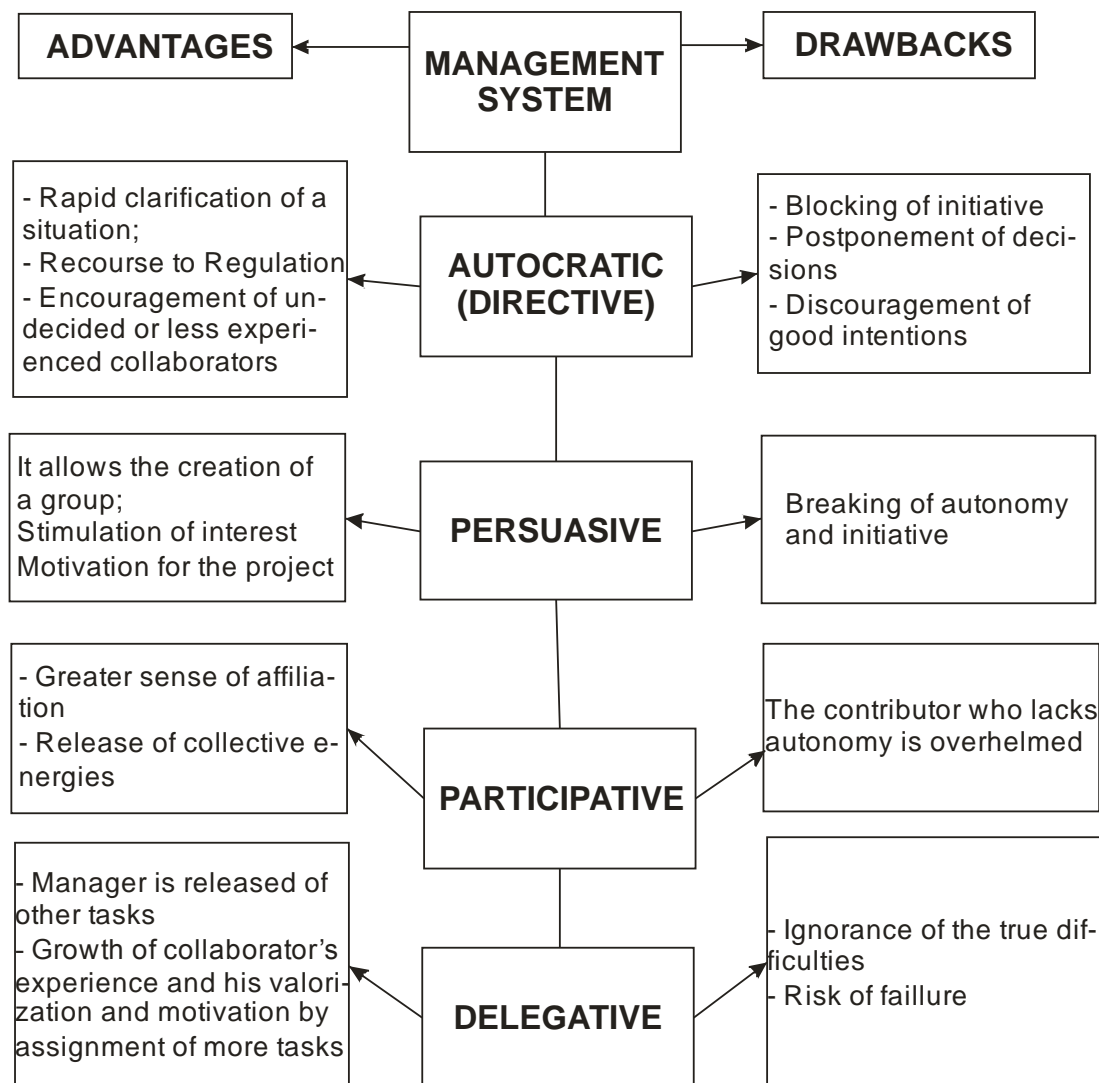 ADVANTAGES
MANAGEMENT
SYSTEM
DRAWBACKS
- Rapid clarification of a
situation;
- Recourse to Regulation
- Encouragement of un-
decided or less experi-
enced collaborators
AUTOCRATIC
(DIRECTIVE)
- Blocking of initiative
- Postponement of deci-
sions
- Discouragement of
good intentions
It allows the creation of
a group;
Stimulation of interest
Motivation for the project
PERSUASIVE
Breaking of autonomy
and initiative
- Greater sense of affilia-
tion
- Release of collective e-
nergies
PARTICIPATIVE
The contributor who lacks
autonomy is overhelmed
- Manager is released of
other tasks
- Growth of collaborator's
experience and his valori-
zation and motivation by
assignment of more tasks
DELEGATIVE
- Ignorance of the true dif-
ficulties
- Risk of faillure